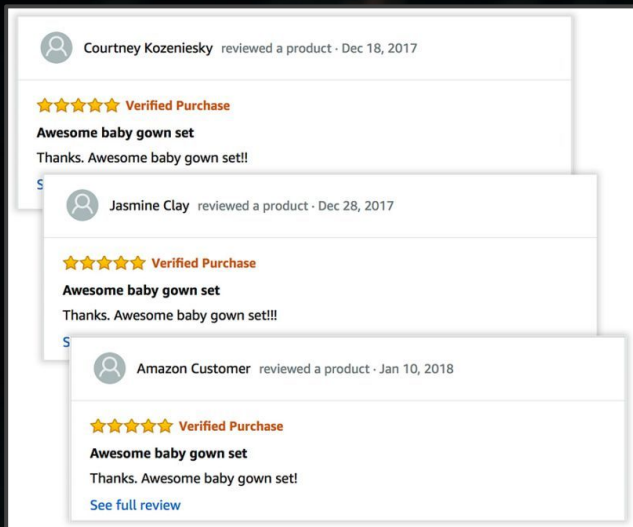 Courtney Kozeniesky reviewed a product · Dec 18, 2017
Verified Purchase
Awesome baby gown set
Thanks. Awesome baby gown set!!
S
Jasmine Clay reviewed a product · Dec 28, 2017
Verified Purchase
Awesome baby gown set
Thanks. Awesome baby gown set!!!
S
Amazon Customer reviewed a product · Jan 10, 2018
Verified Purchase
Awesome baby gown set
Thanks. Awesome baby gown set!
See full review